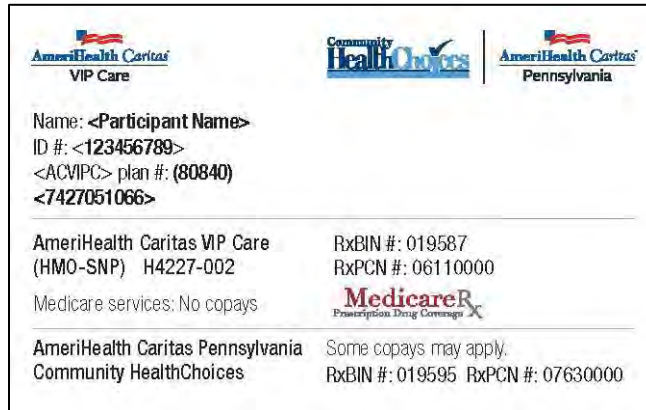 AmeriHealth Caritas
VIP Care
Community
HealthChoices
AmeriHealth Caritas
Pennsylvania
Name: <Participant Name>
ID #: <123456789>
<ACVIPC> plan #: (80840)
<7427051066>
AmeriHealth Caritas VIP Care
(HMO-SNP) H4227-002
RxBIN #: 019587
RxPCN #: 06110000
Medicare services: No copays
MedicareRx
Prescription Drug Coverage
AmeriHealth Caritas Pennsylvania
Community HealthChoices
Some copays may apply.
RxBIN #: 019595 RxPCN #: 07630000